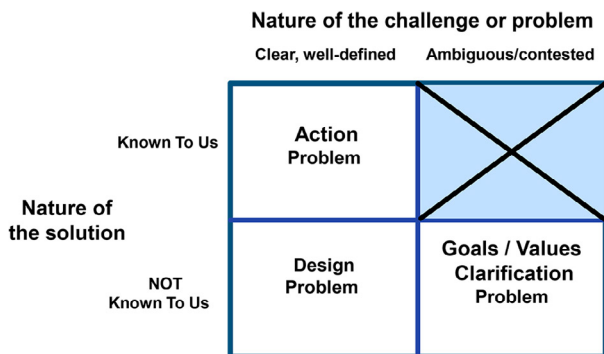 Nature of the challenge or problem
Clear, well-defined
Ambiguous/contested
Known To Us
Action
Problem
Nature of
the solution
NOT
Known To Us
Design
Problem
Goals / Values
Clarification
Problem